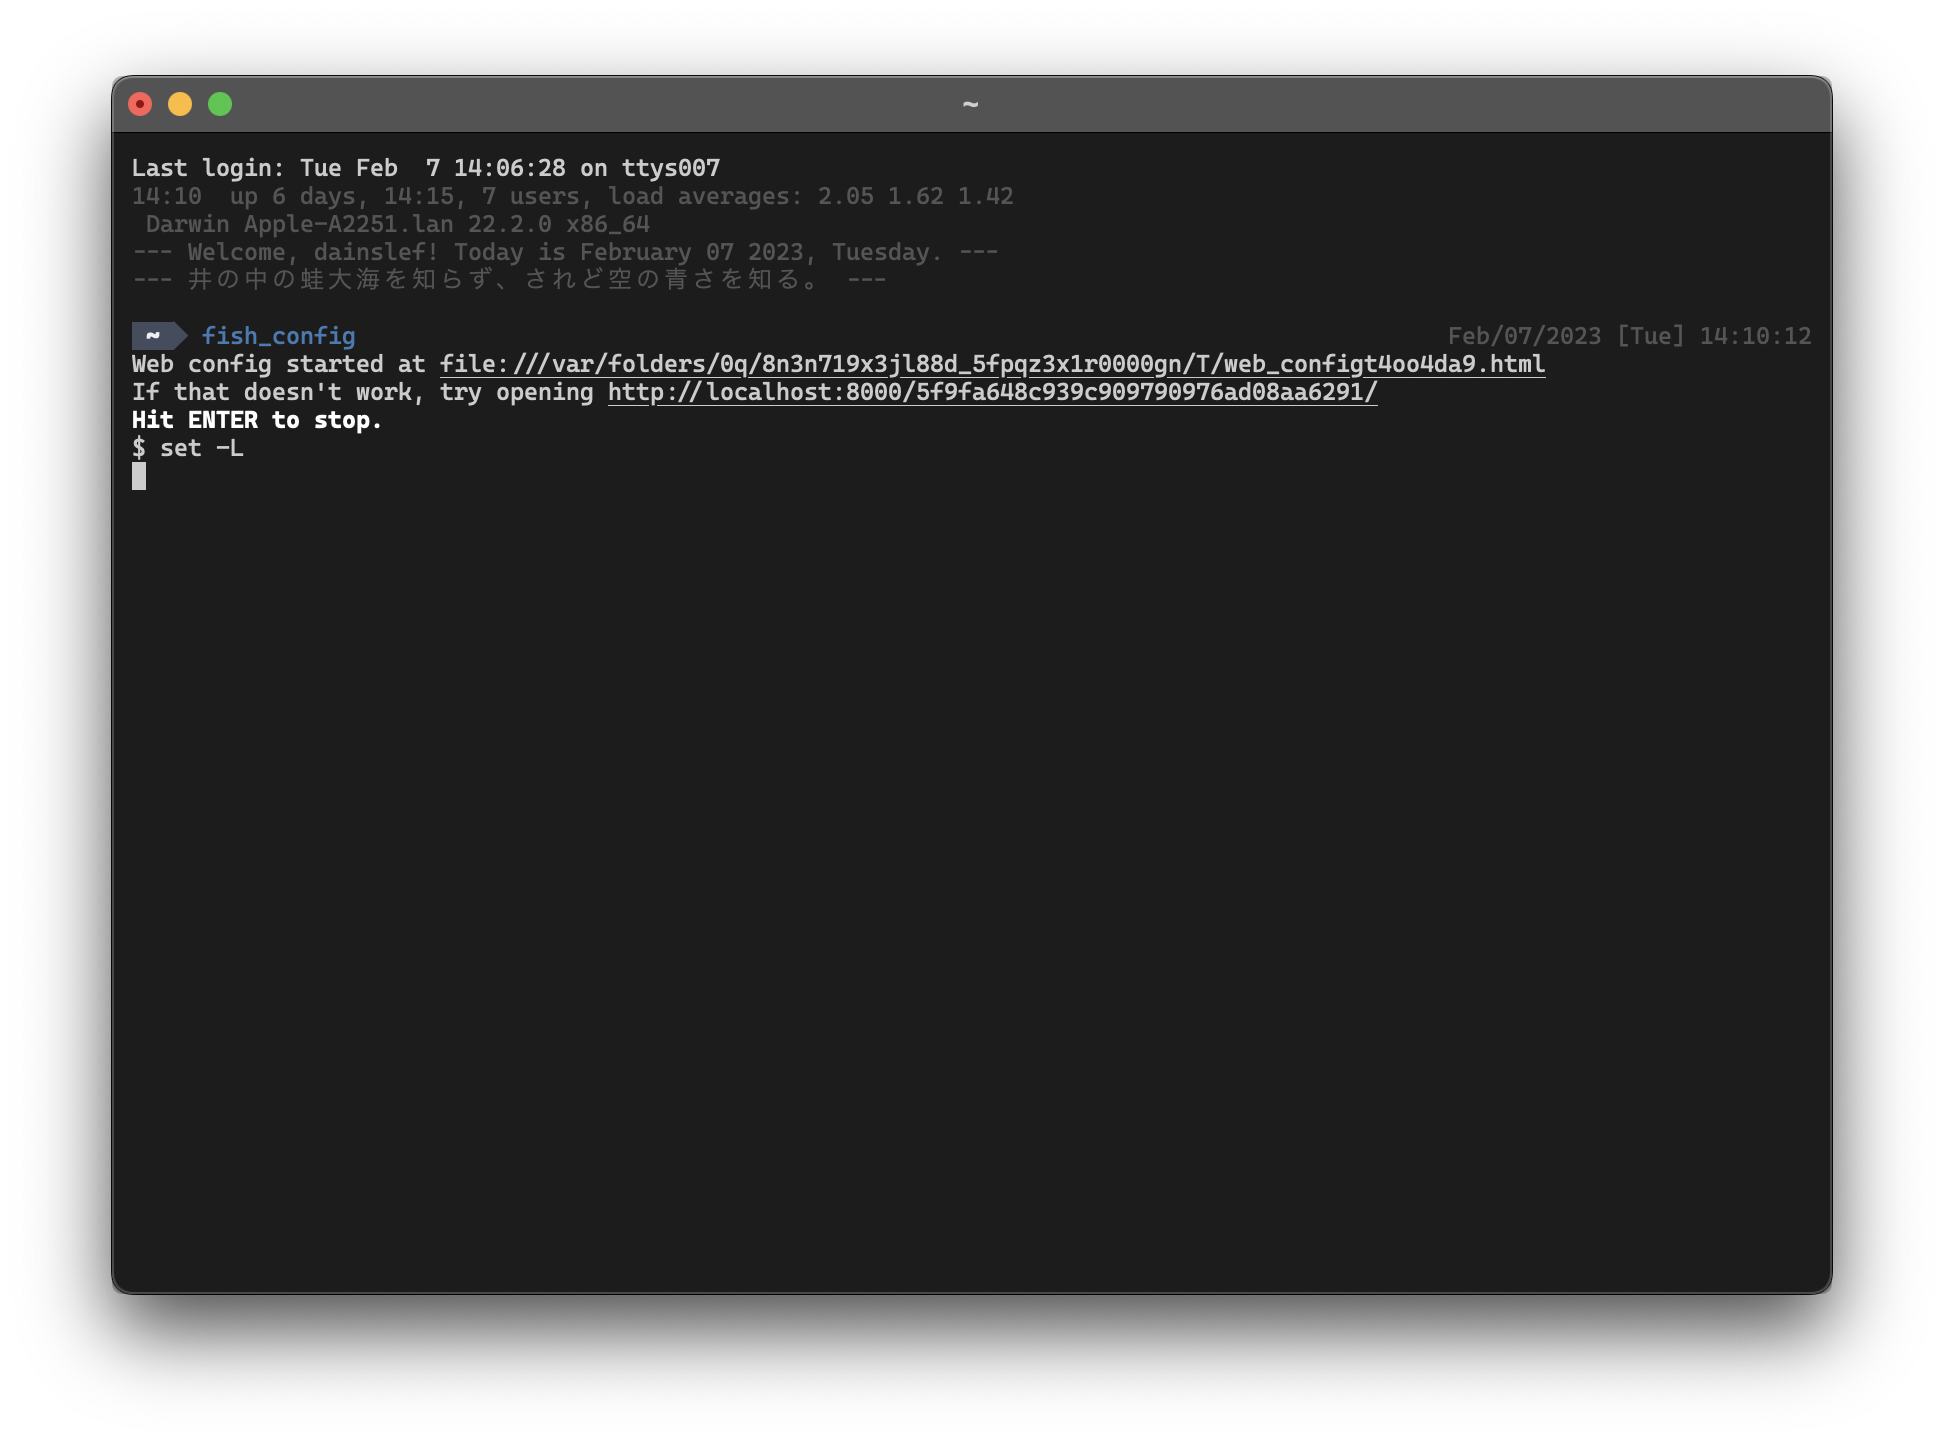 ~
Last login: Tue Feb  7 14:06:28 on ttys007
14:10  up 6 days, 14:15, 7 users, load averages: 2.05 1.62 1.42
 Darwin Apple-A2251.lan 22.2.0 x86_64
--- Welcome, dainslef! Today is February 07 2023, Tuesday. ---
--- 井の中の蛙大海を知らず、されど空の青さを知る。 ---
~ fish_config Feb/07/2023 [Tue] 14:10:12
Web config started at file:///var/folders/0q/8n3n719x3jl88d_5fpqz3x1r0000gn/T/web_configt4oo4da9.html
If that doesn't work, try opening http://localhost:8000/5f9fa648c939c909790976ad08aa6291/
Hit ENTER to stop.
$ set -L